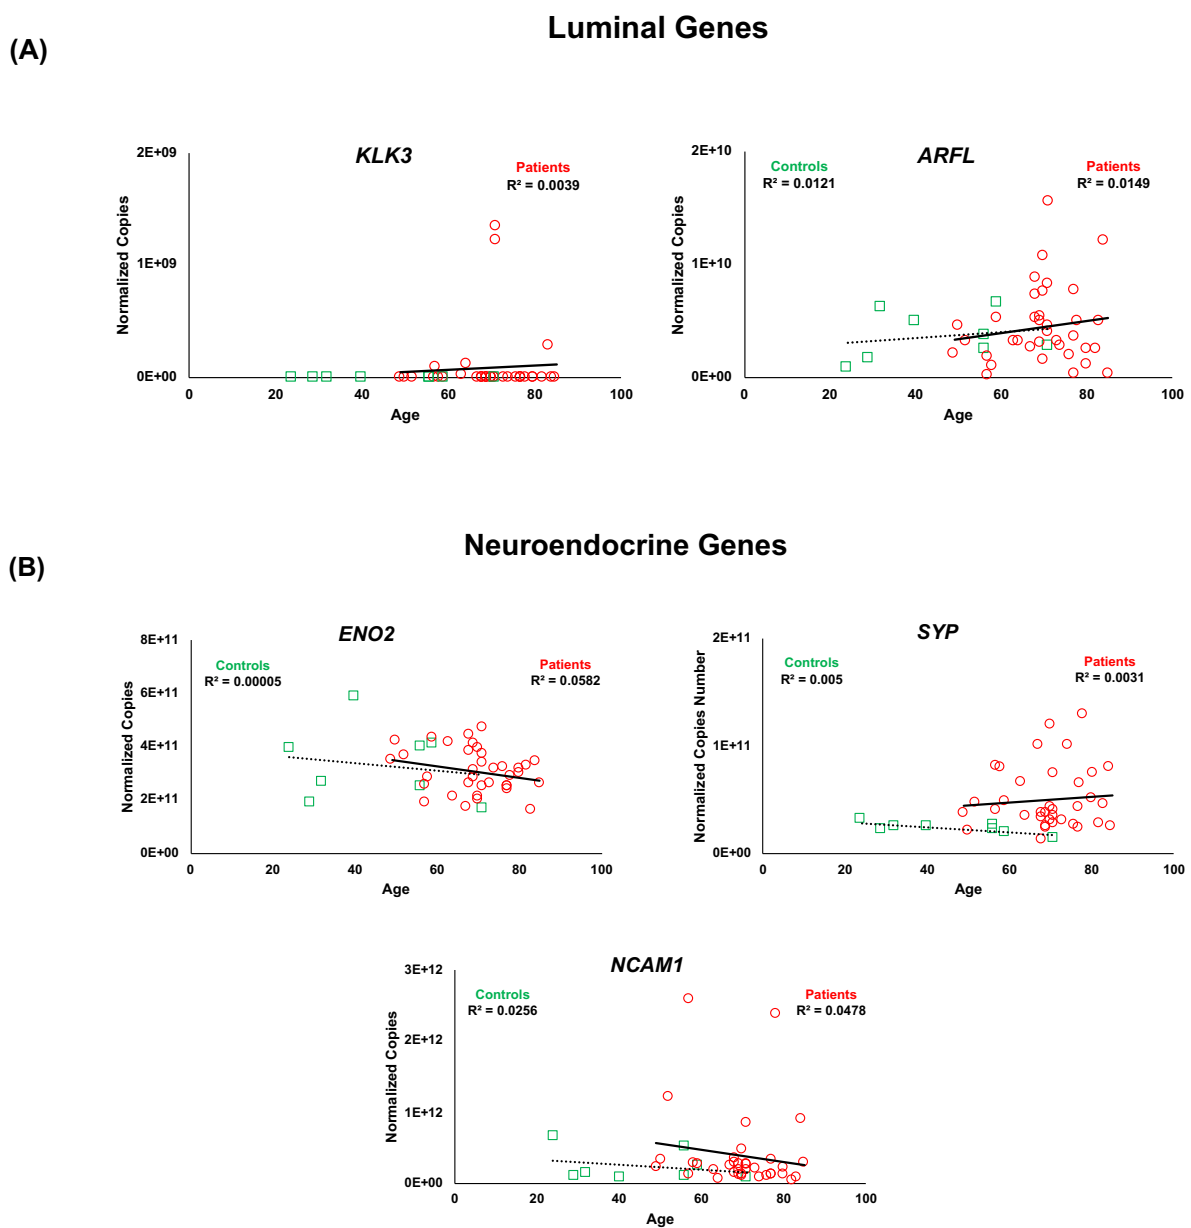 Luminal Genes
(A)
KLK3
Patients
R² = 0.0039
2E+09
1E+09
0E+00
Normalized Copies
0
20
40
60
80
100
Age
ARFL
Controls
R² = 0.0121
Patients
R² = 0.0149
2E+10
1E+10
0E+00
Normalized Copies
0
20
40
60
80
100
Age
Neuroendocrine Genes
(B)
ENO2
Controls
R² = 0.00005
Patients
R² = 0.0582
8E+11
6E+11
4E+11
2E+11
0E+00
Normalized Copies
0
20
40
60
80
100
Age
SYP
Controls
R² = 0.005
Patients
R² = 0.0031
2E+11
1E+11
0E+00
Normalized Copies Number
0
20
40
60
80
100
Age
NCAM1
Controls
R² = 0.0256
Patients
R² = 0.0478
3E+12
2E+12
1E+12
0E+00
Normalized Copies
0
20
40
60
80
100
Age